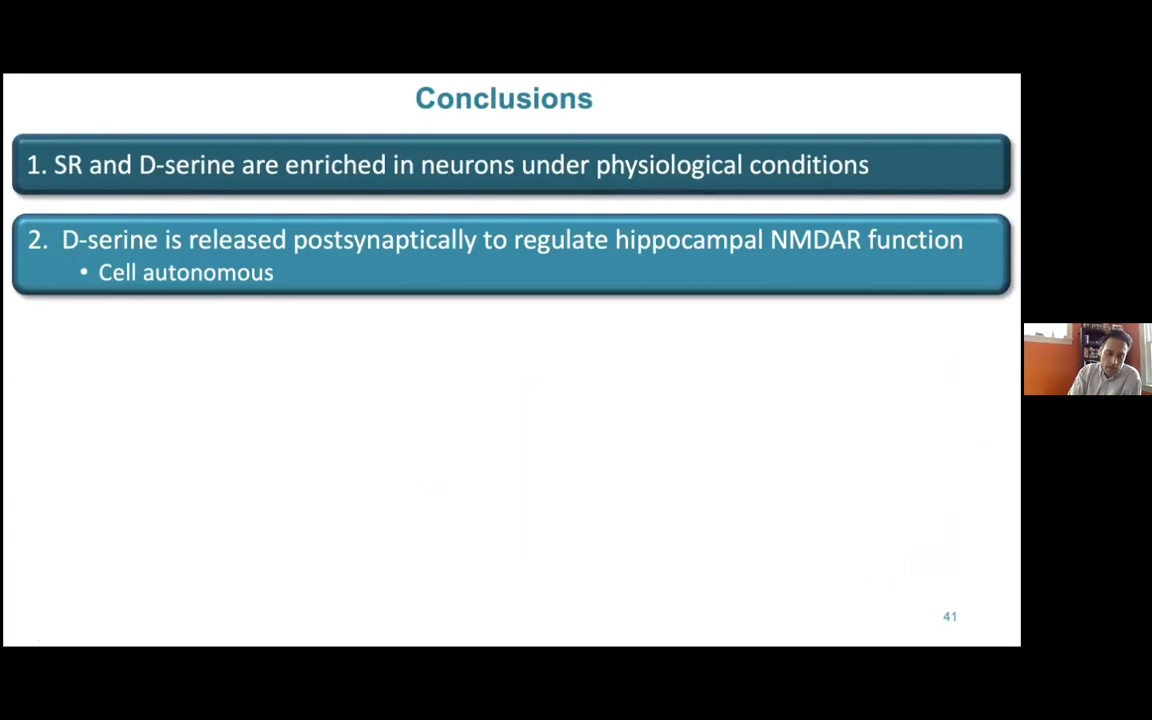 Conclusions
1. SR and D-serine are enriched in neurons under physiological conditions
2. D-serine is released postsynaptically to regulate hippocampal NMDAR function
• Cell autonomous
41